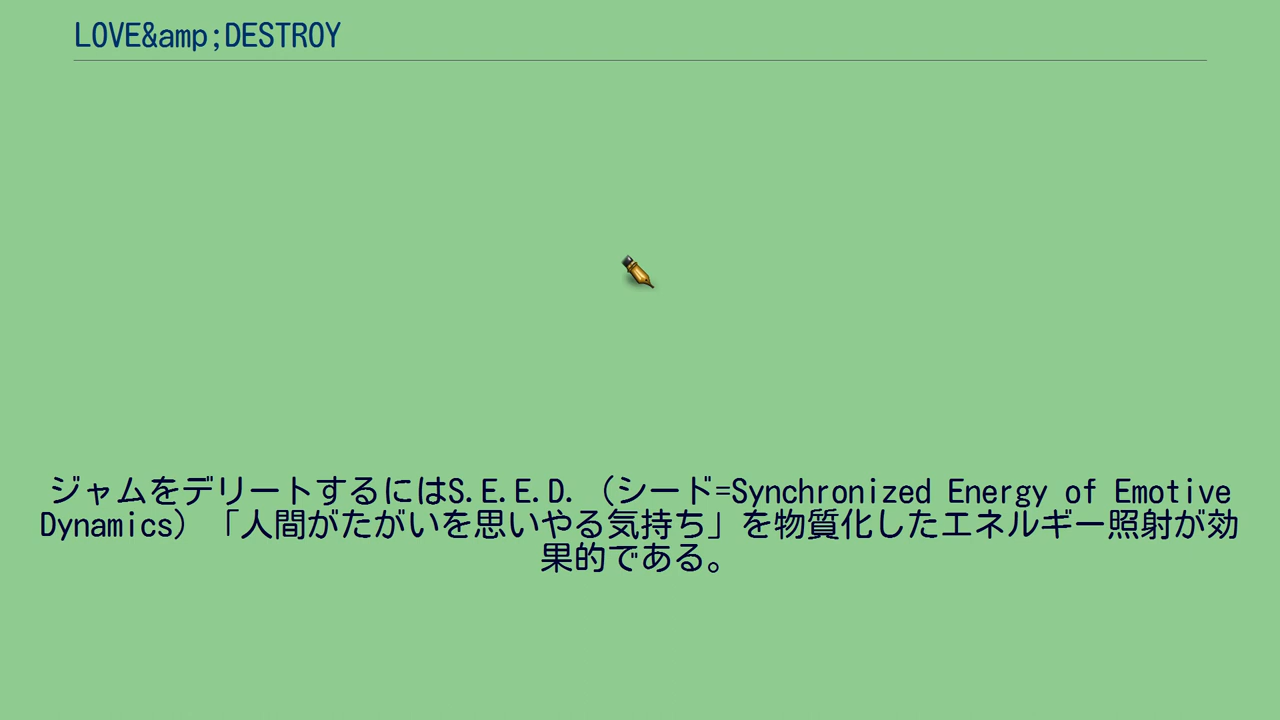 LOVE&amp;DESTROY
ジャムをデリートするにはS.E.E.D.（シード=Synchronized Energy of Emotive
Dynamics）「人間がたがいを思いやる気持ち」を物質化したエネルギー照射が効
果的である。